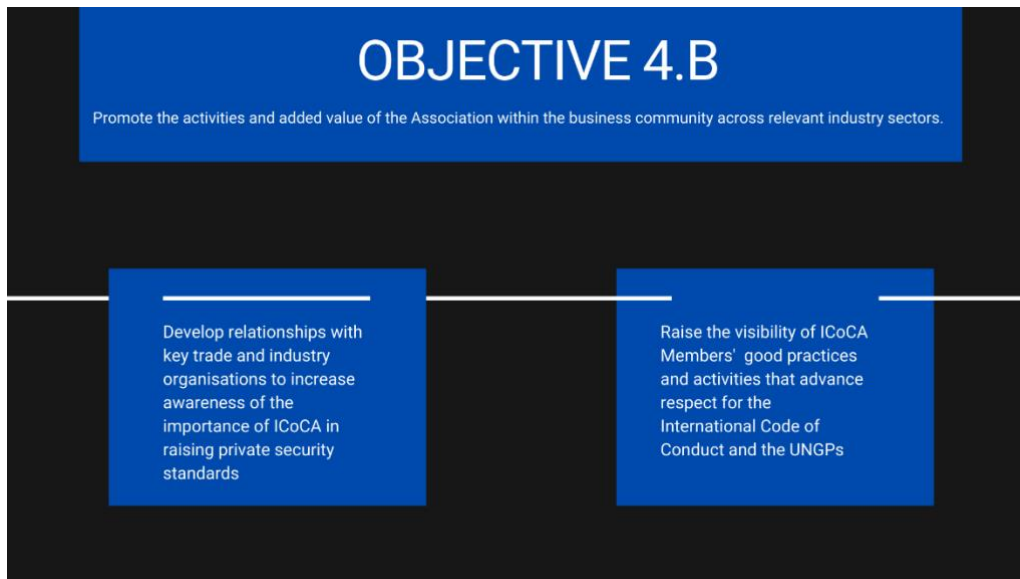 OBJECTIVE 4.B
Promote the activities and added value of the Association within the business community across relevant industry sectors.
Develop relationships with
key trade and industry
organisations to increase
awareness of the
importance of ICoCA in
raising private security
standards
Raise the visibility of ICoCA
Members'  good practices
and activities that advance
respect for the
International Code of
Conduct and the UNGPs